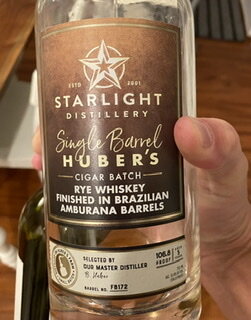 ESTD 2001
STARLIGHT
DISTILLERY
Single Barrel
HUBER'S
CIGAR BATCH
RYE WHISKEY
FINISHED IN BRAZILIAN
AMBURANA BARRELS
SELECTED BY
OUR MASTER DISTILLER
106.8
PROOF
BARREL NO. FB172